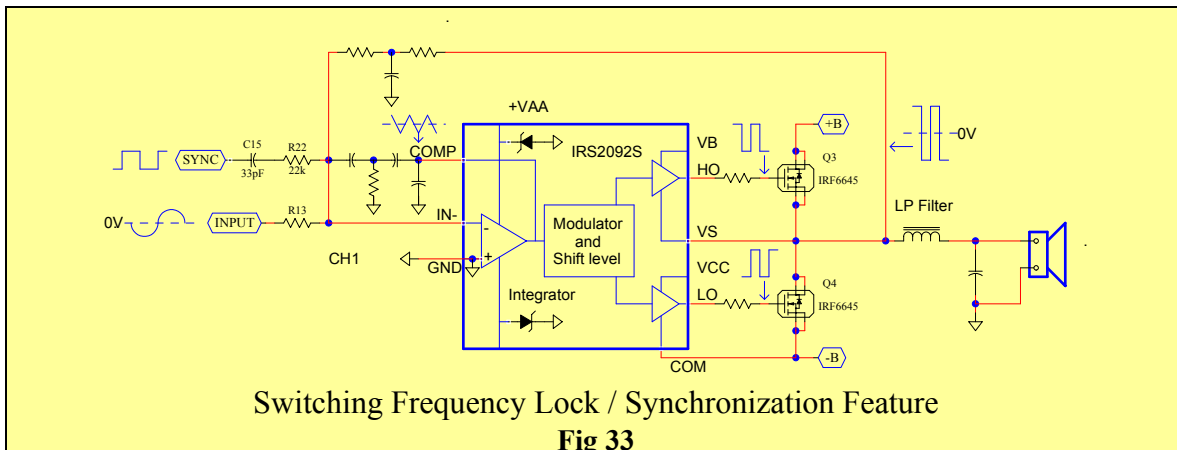 +VAA
0V
C15
R22
SYNC
33pF
22k
COMP
IRS2092S
VB
HO
+B
Q3
IRF6645
LP Filter
0V
INPUT
R13
IN-
-
+
GND
CH1
Modulator
and
Shift level
VS
VCC
LO
Q4
IRF6645
Integrator
COM
-B
Switching Frequency Lock / Synchronization Feature
Fig 33